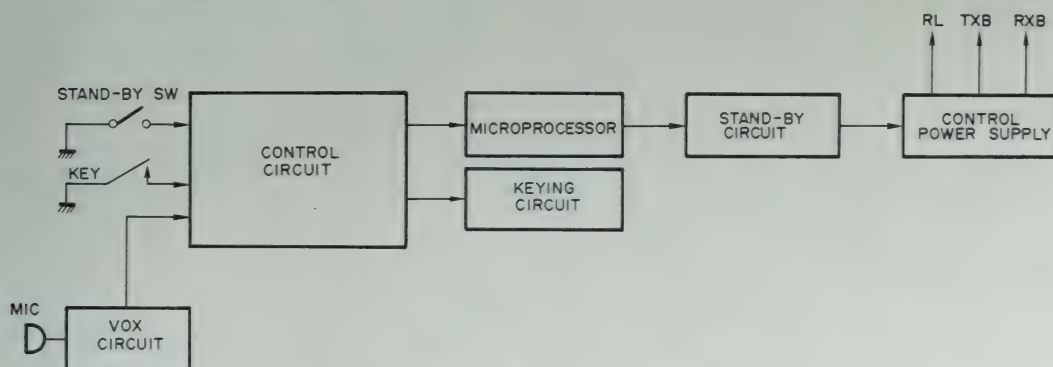 RL TXB RXB
STAND-BY SW
KEY
CONTROL
CIRCUIT
MICROPROCESSOR
KEYING
CIRCUIT
STAND-BY
CIRCUIT
CONTROL
POWER SUPPLY
MIC
VOX
CIRCUIT